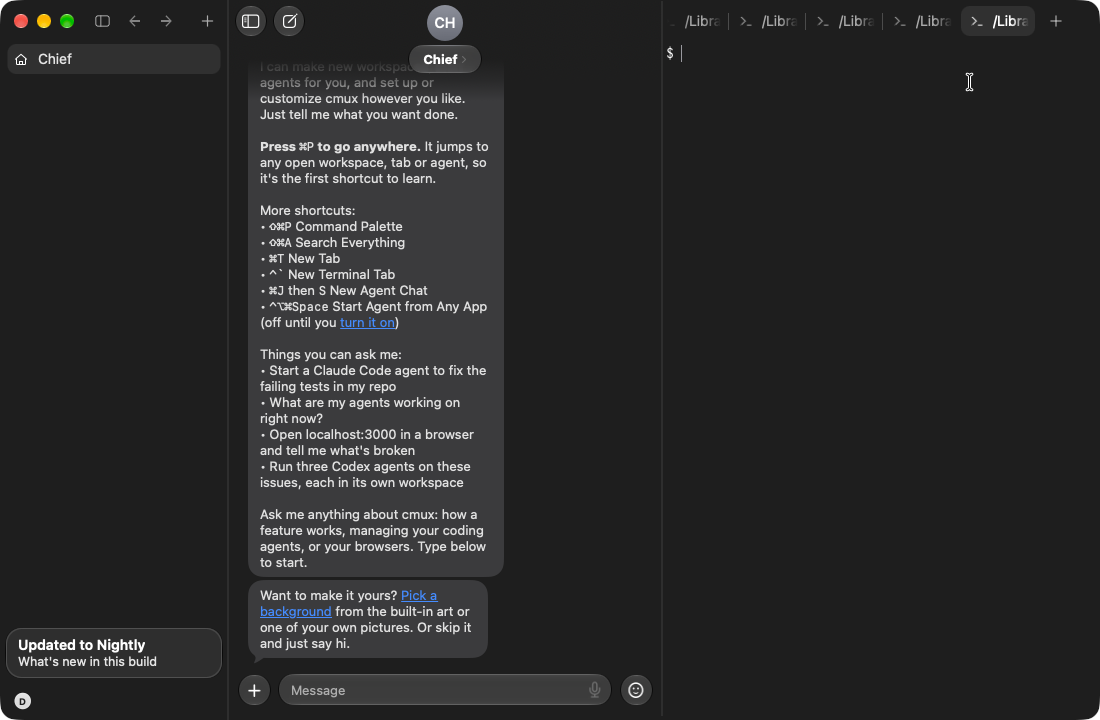 CH
Chief
/Libra
/Libra
/Libra
/Libra
/Libra
Chief
$
I can make new workspac
agents for you, and set up or
customize cmux however you like.
Just tell me what you want done.
Press ⌘P to go anywhere. It jumps to
any open workspace, tab or agent, so
it's the first shortcut to learn.
More shortcuts:
• ⇧⌘P Command Palette
• ⇧⌘A Search Everything
• ⌘T New Tab
• ^` New Terminal Tab
• ⌘J then S New Agent Chat
• ^⌥⌘Space Start Agent from Any App
(off until you turn it on)
Things you can ask me:
• Start a Claude Code agent to fix the
failing tests in my repo
• What are my agents working on
right now?
• Open localhost:3000 in a browser
and tell me what's broken
• Run three Codex agents on these
issues, each in its own workspace
Ask me anything about cmux: how a
feature works, managing your coding
agents, or your browsers. Type below
to start.
Want to make it yours? Pick a
background from the built-in art or
one of your own pictures. Or skip it
and just say hi.
Updated to Nightly
What's new in this build
Message
D